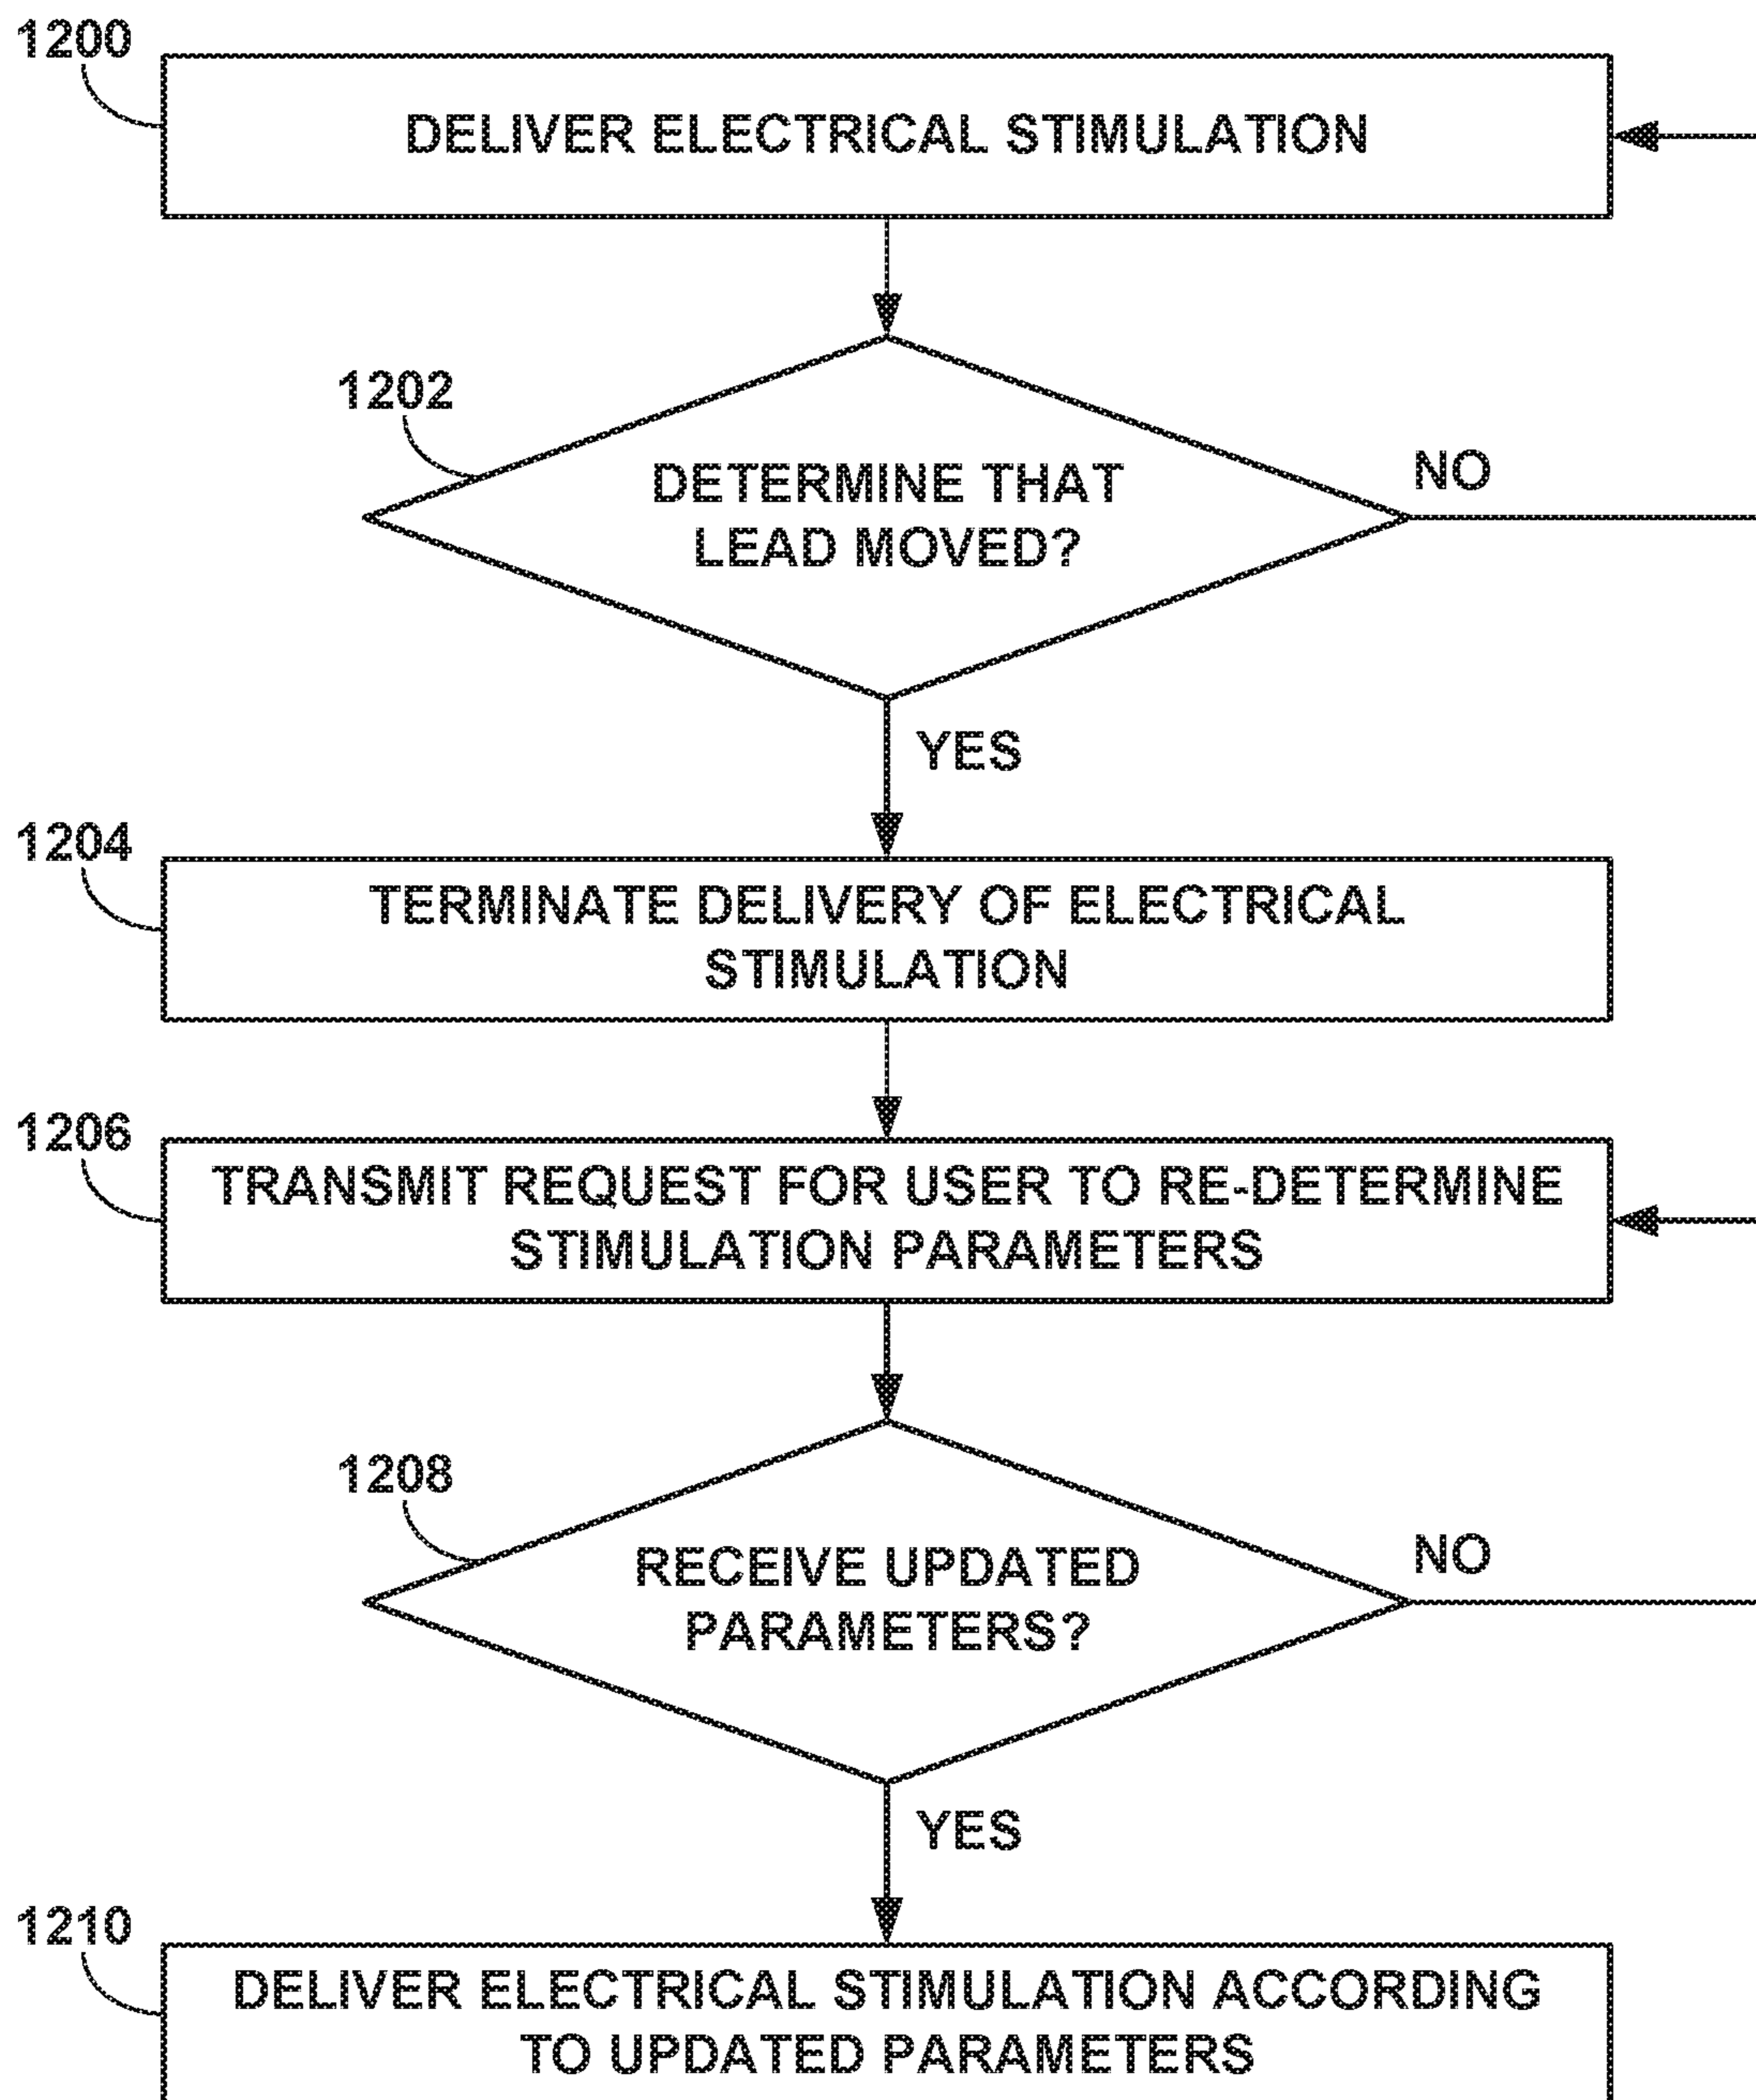 1200
DELIVER ELECTRICAL STIMULATION
1202
DETERMINE THAT
LEAD MOVED?
NO
YES
1204
TERMINATE DELIVERY OF ELECTRICAL
STIMULATION
1206
TRANSMIT REQUEST FOR USER TO RE-DETERMINE
STIMULATION PARAMETERS
1208
RECEIVE UPDATED
PARAMETERS?
NO
YES
1210
DELIVER ELECTRICAL STIMULATION ACCORDING
TO UPDATED PARAMETERS